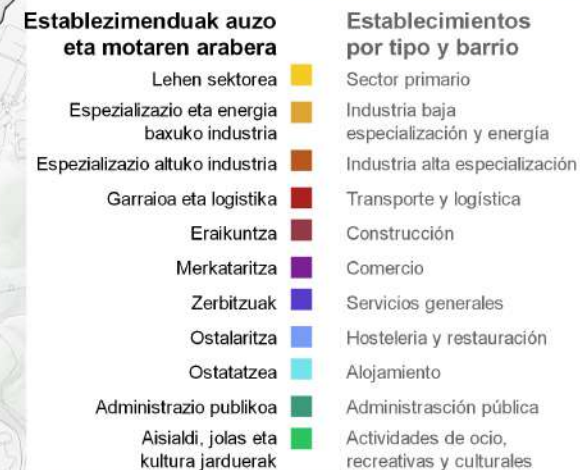 Establezimenduak auzo
eta motaren arabera
Establecimientos
por tipo y barrio
Lehen sektorea
Sector primario
Espezializazio eta energia
baxuko industria
Industria baja
especialización y energía
Espezializazio altuko industria
Industria alta especialización
Garraioa eta logistika
Transporte y logística
Eraikuntza
Construcción
Merkataritza
Comercio
Zerbitzuak
Servicios generales
Ostalaritza
Hosteleria y restauración
Ostatatzea
Alojamiento
Administrazio publikoa
Administrasción pública
Aisialdi, jolas eta
kultura jarduerak
Actividades de ocio,
recreativas y culturales